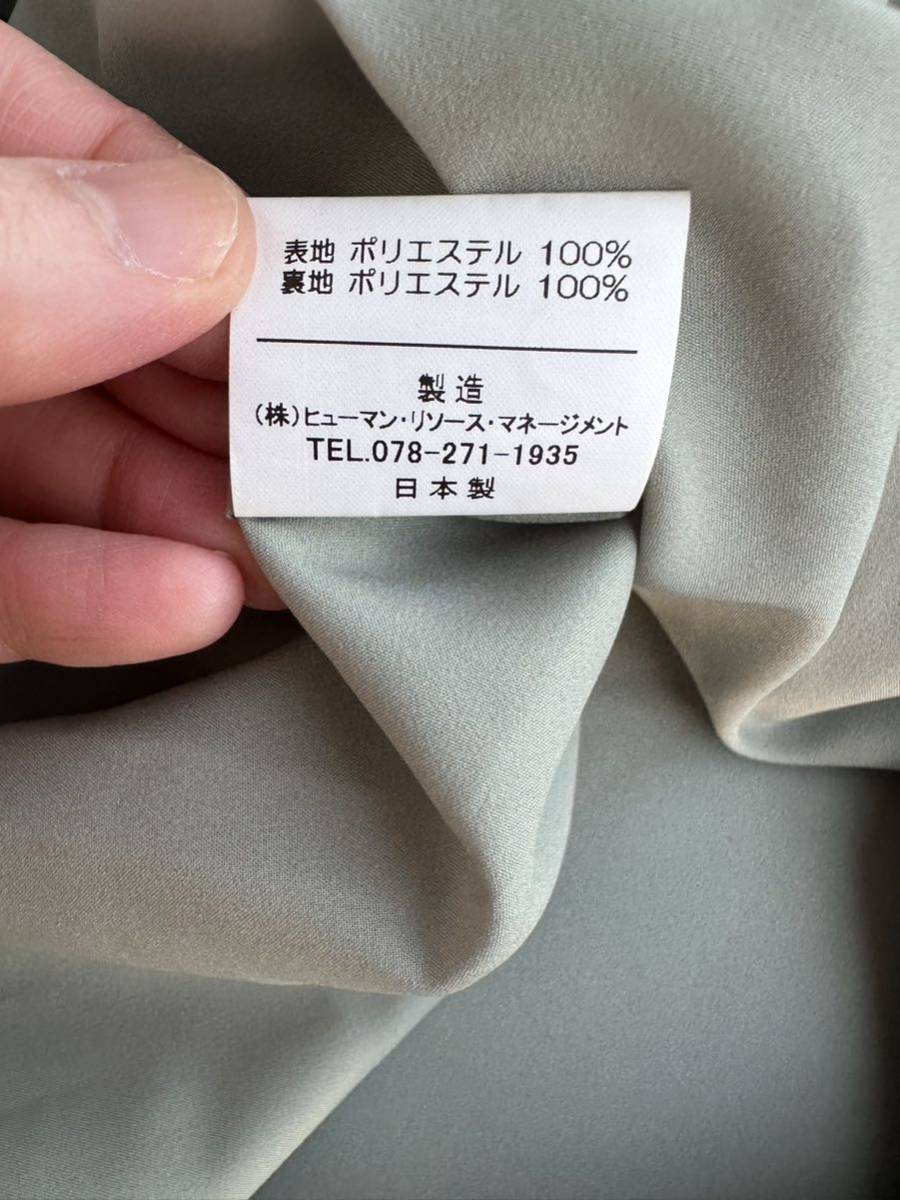 表地 ポリエステル 100%
裏地 ポリエステル 100%
製造
(株)ヒューマン・リソース・マネージメント
TEL.078-271-1935
日本製